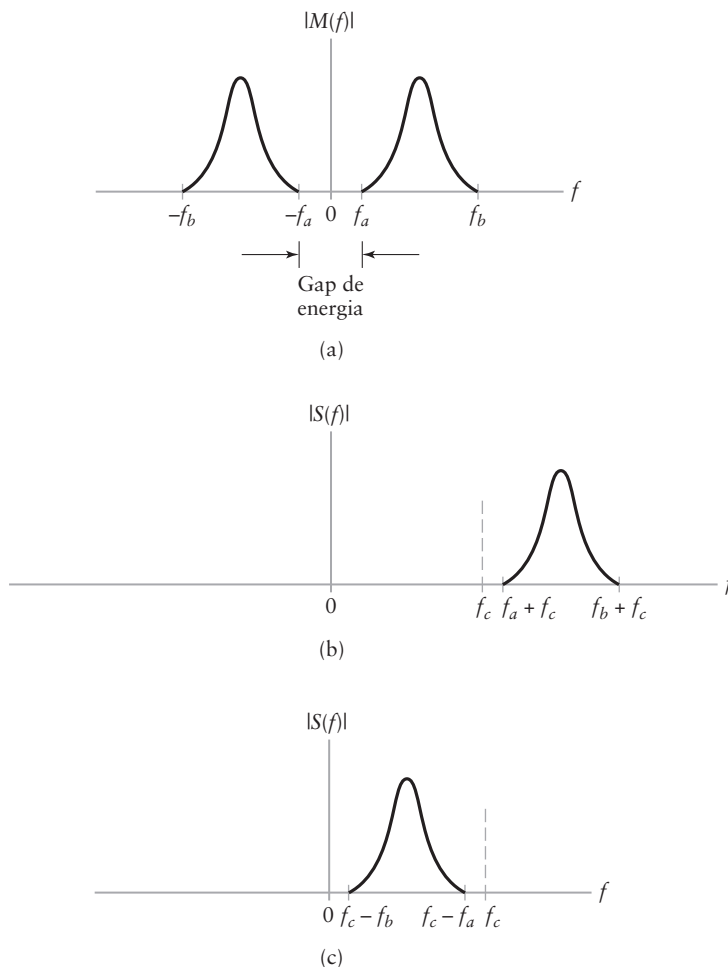 |M(f)|
f
–f_b –f_a 0 f_a f_b
Gap de
energia
(a)
|S(f)|
f
0 f_c f_a + f_c f_b + f_c
(b)
|S(f)|
f
0 f_c – f_b f_c – f_a f_c
(c)